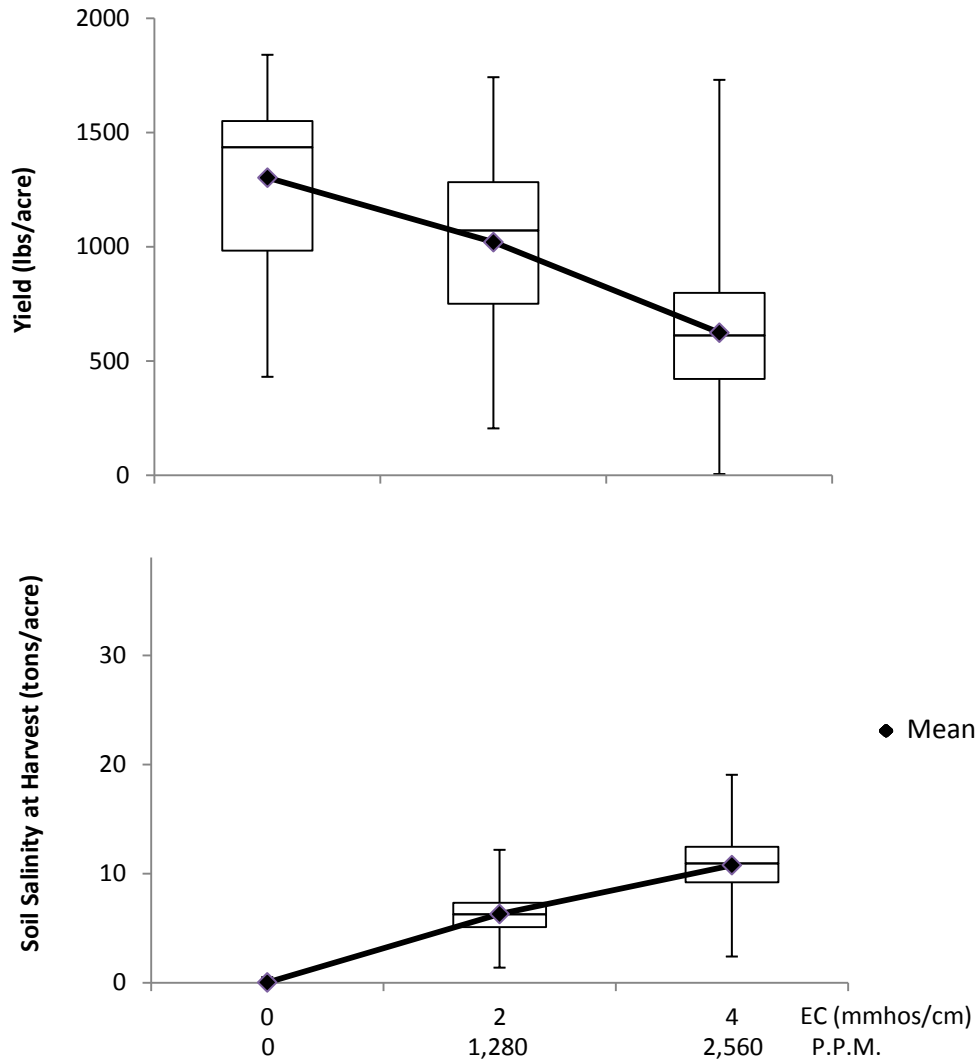 2000
1500
1000
500
0
Yield (lbs/acre)
30
20
10
0
Soil Salinity at Harvest (tons/acre)
Mean
0 2 4 EC (mmhos/cm)
0 1,280 2,560 P.P.M.